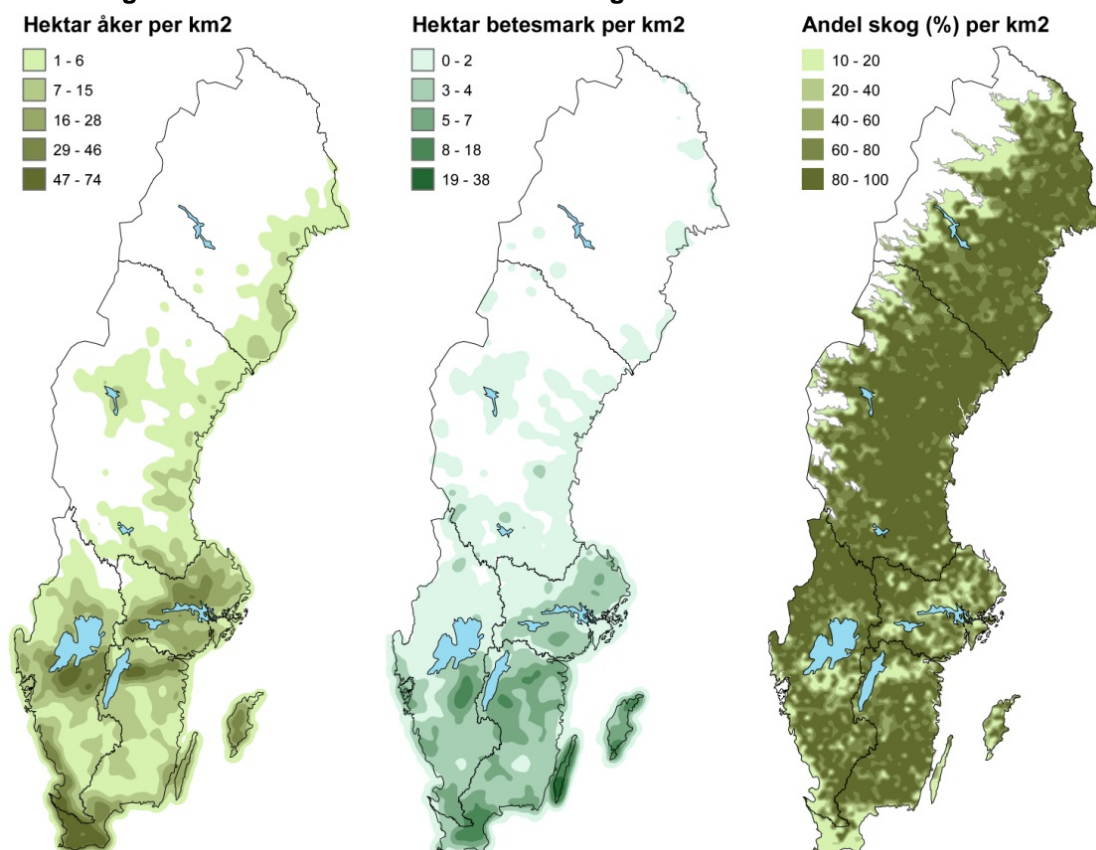 Hektar åker per km2
1 - 6
7 - 15
16 - 28
29 - 46
47 - 74
Hektar betesmark per km2
0 - 2
3 - 4
5 - 7
8 - 18
19 - 38
Andel skog (%) per km2
10 - 20
20 - 40
40 - 60
60 - 80
80 - 100